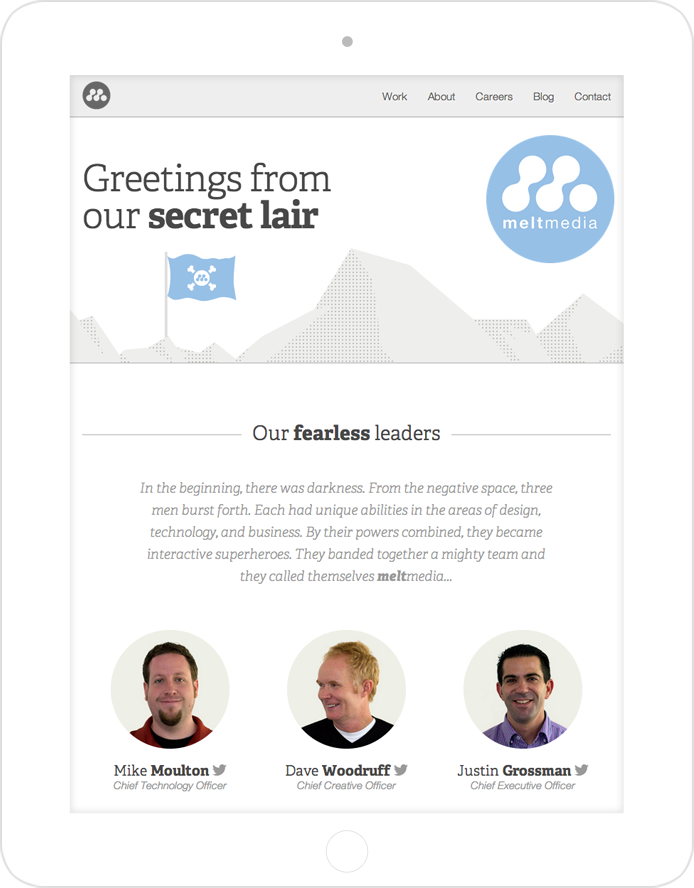 Work About Careers Blog Contact
Greetings from
our secret lair
meltmedia
Our fearless leaders
In the beginning, there was darkness. From the negative space, three
men burst forth. Each had unique abilities in the areas of design,
technology, and business. By their powers combined, they became
interactive superheroes. They banded together a mighty team and
they called themselves meltmedia...
Mike Moulton
Chief Technology Officer
Dave Woodruff
Chief Creative Officer
Justin Grossman
Chief Executive Officer